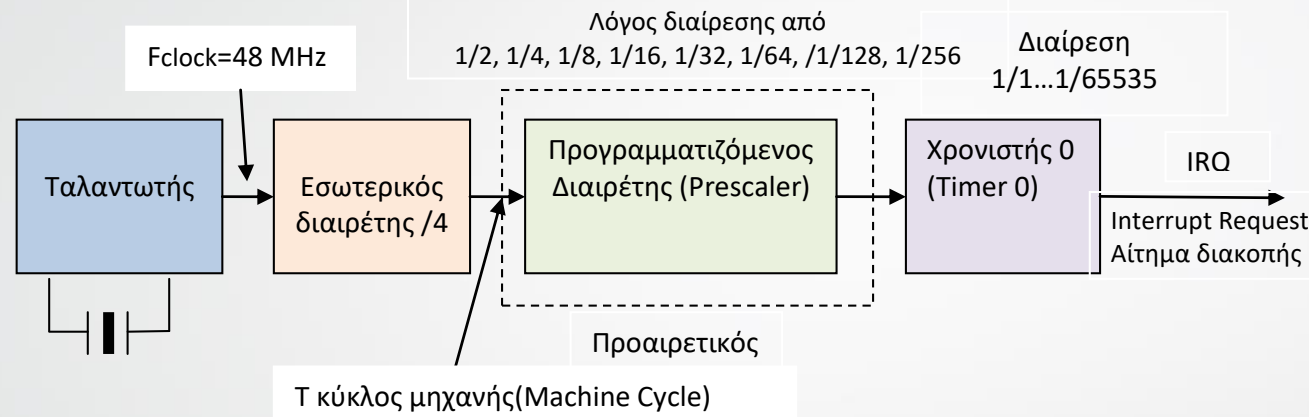 Λόγος διαίρεσης από
1/2, 1/4, 1/8, 1/16, 1/32, 1/64, /1/128, 1/256
Fclock=48 MHz
Διαίρεση
1/1...1/65535
Ταλαντωτής
Εσωτερικός
διαιρέτης /4
Προγραμματιζόμενος
Διαιρέτης (Prescaler)
Χρονιστής 0
(Timer 0)
IRQ
Interrupt Request
Αίτημα διακοπής
Προαιρετικός
Τ κύκλος μηχανής(Machine Cycle)